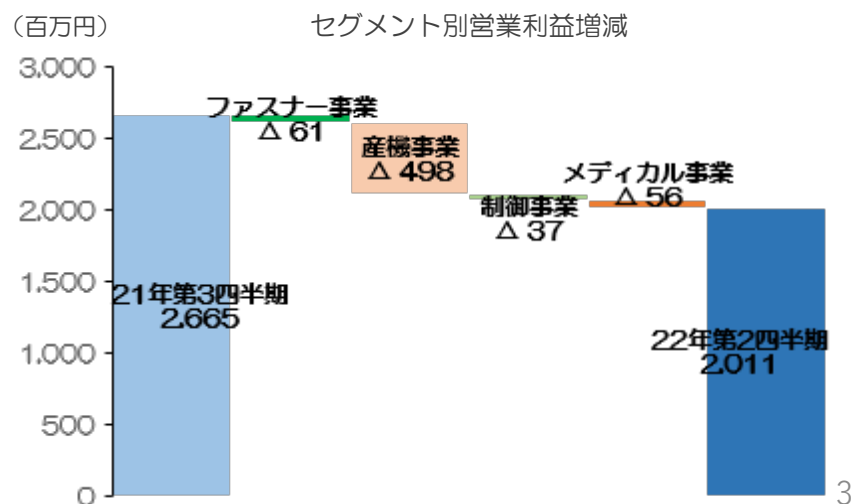 （百万円）
セグメント別営業利益増減
3,000
2,500
2,000
1,500
1,000
500
0
21年第3四半期
2,665
ファスナー事業
△ 61
産機事業
△ 498
制御事業
△ 37
メディカル事業
△ 56
22年第2四半期
2,011
3